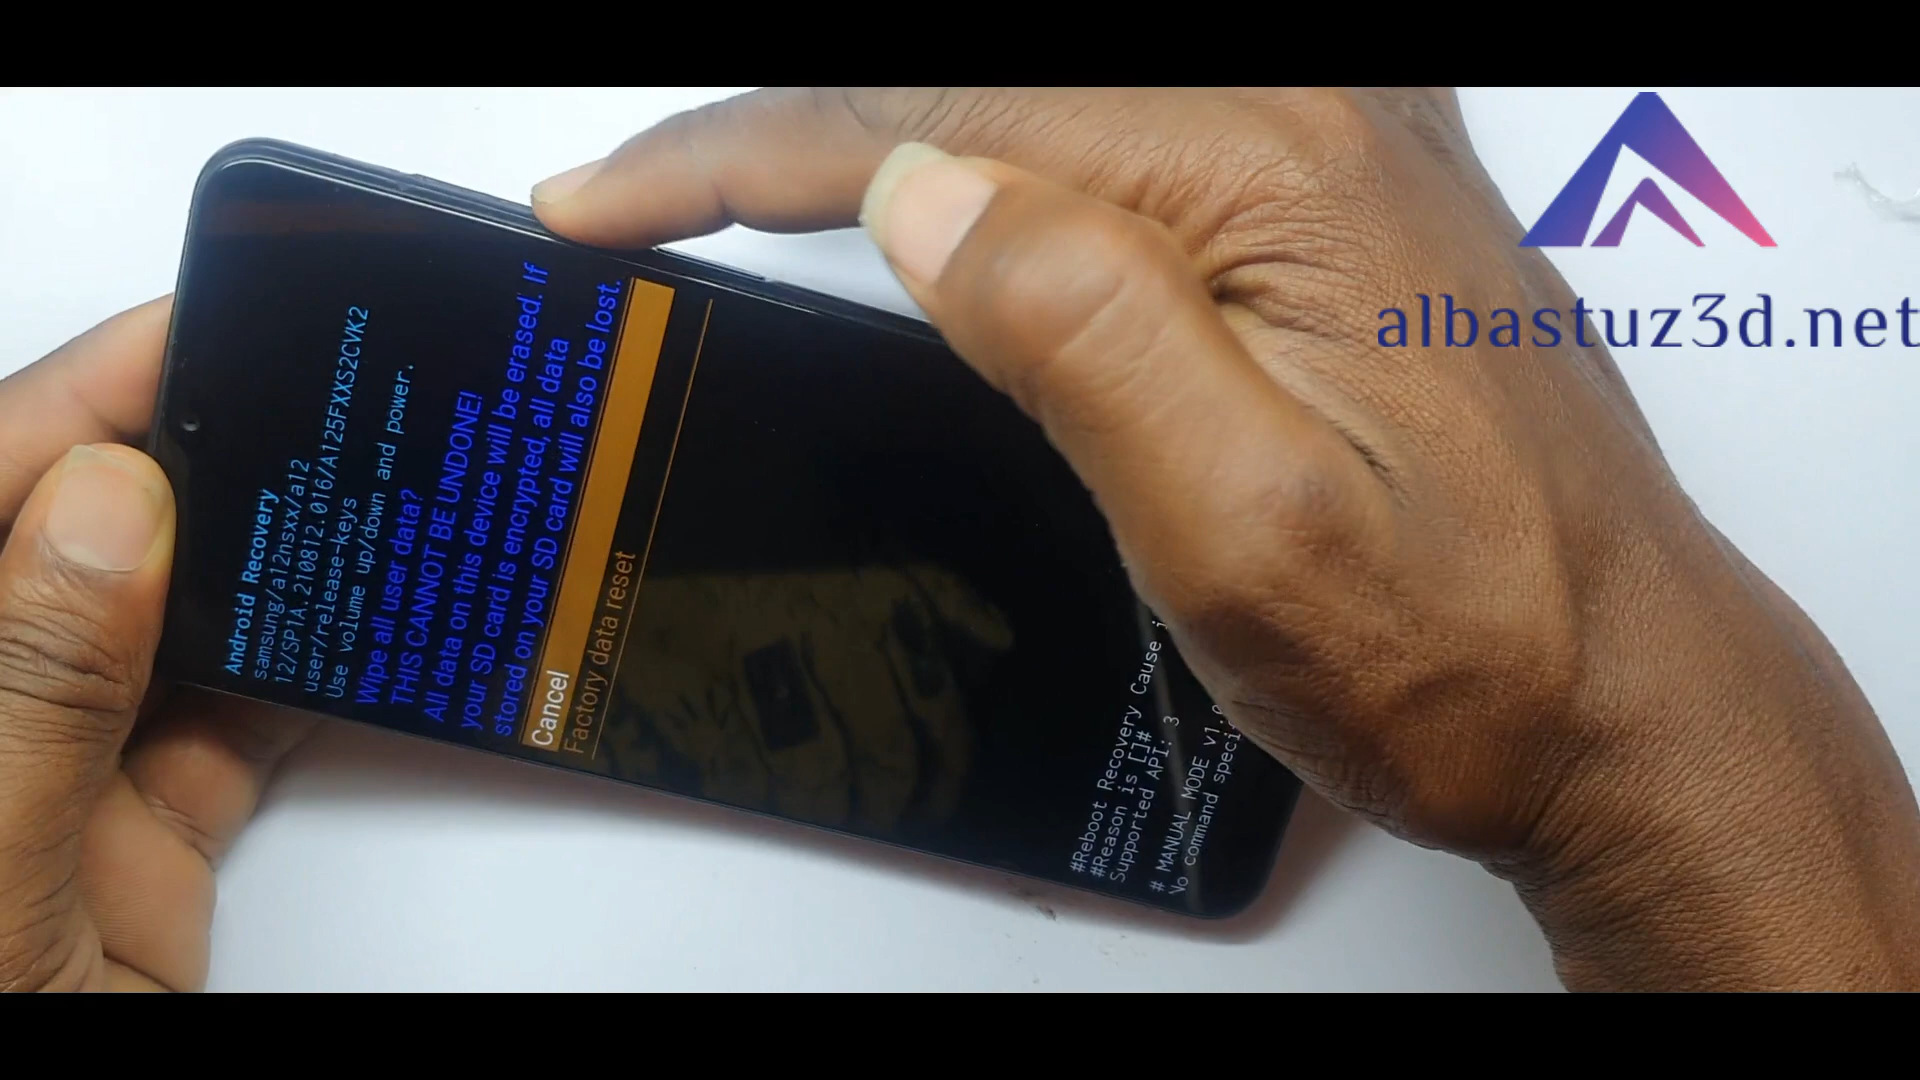 albastuz3d.net
Android Recovery
samsung/a12nsxx/a12
12/SP1A.210812.016/A125FXXS2CVK2
user/release-keys
Use volume up/down and power.
Wipe all user data?
THIS CANNOT BE UNDONE!
All data on this device will be erased. If
your SD card is encrypted, all data
stored on your SD card will also be lost.
Cancel
Factory data reset
#Reboot Recovery Cause
#Reason is []#
Supported API: 3
# MANUAL MODE
No command